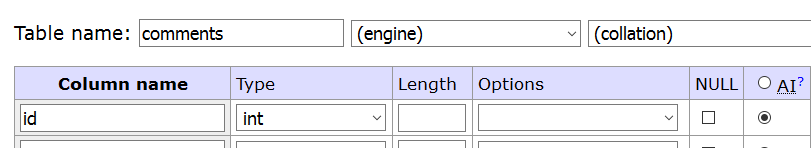 Table name: comments (engine) (collation)
Column name Type Length Options NULL AI?
id int